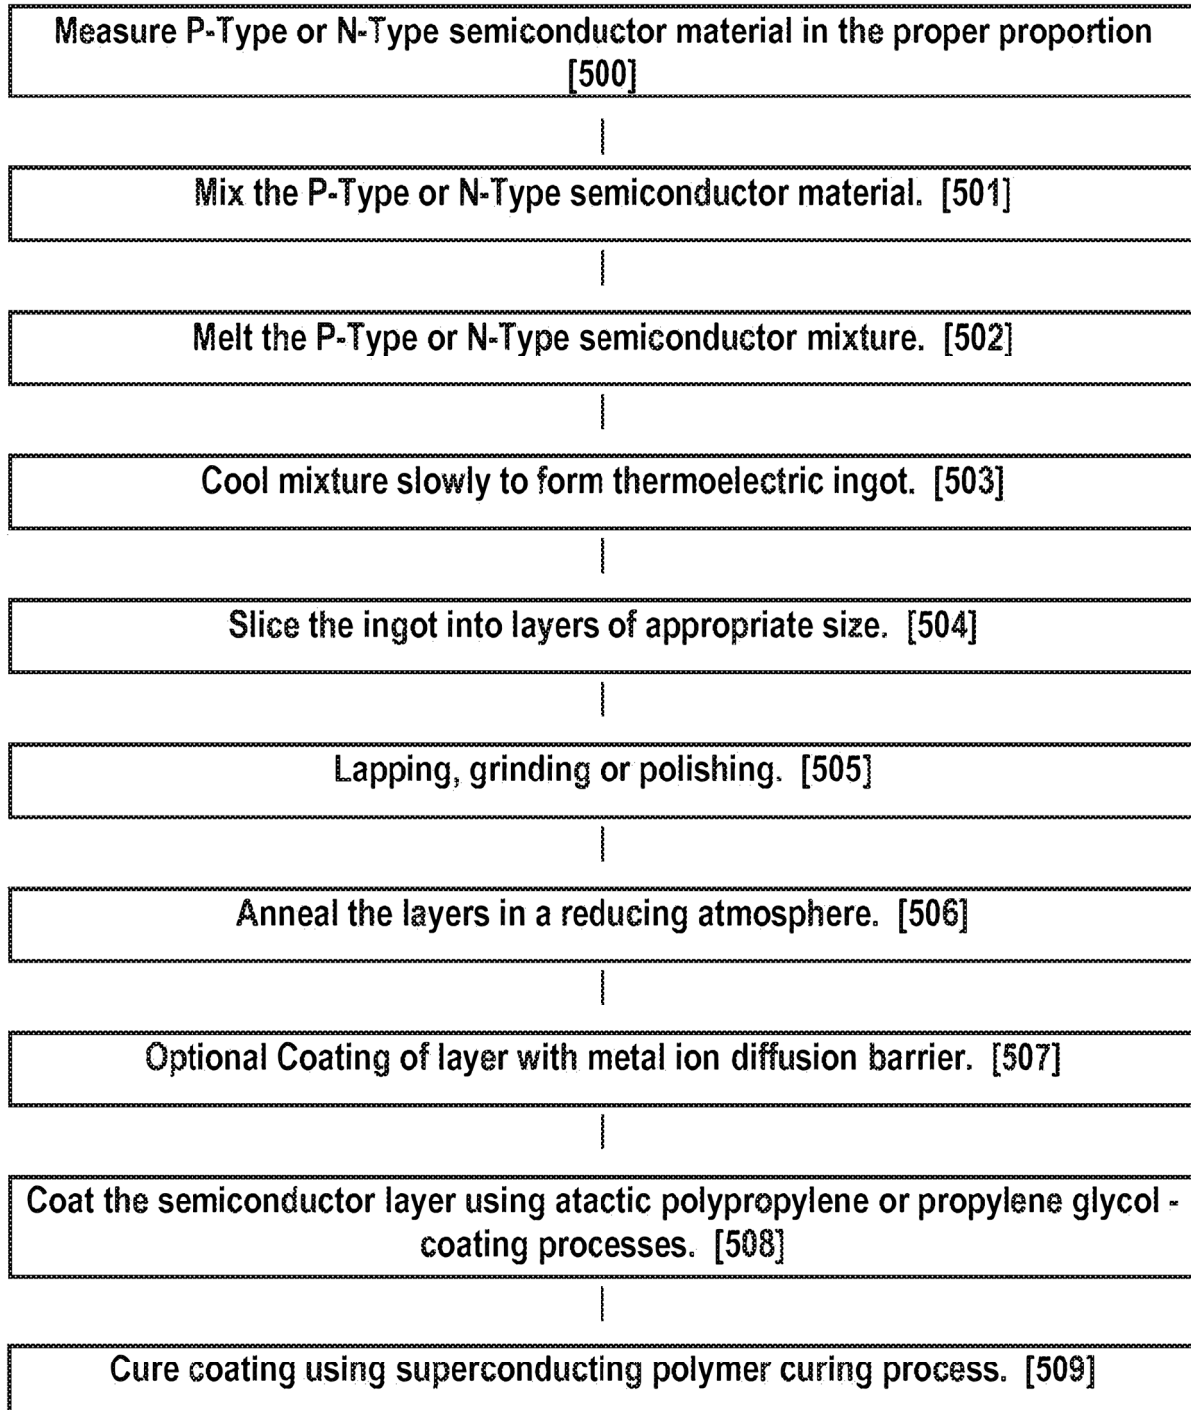 Measure P-Type or N-Type semiconductor material in the proper proportion
[500]
Mix the P-Type or N-Type semiconductor material. [501]
Melt the P-Type or N-Type semiconductor mixture. [502]
Cool mixture slowly to form thermoelectric ingot. [503]
Slice the ingot into layers of appropriate size. [504]
Lapping, grinding or polishing. [505]
Anneal the layers in a reducing atmosphere. [506]
Optional Coating of layer with metal ion diffusion barrier. [507]
Coat the semiconductor layer using atactic polypropylene or propylene glycol -
coating processes. [508]
Cure coating using superconducting polymer curing process. [509]